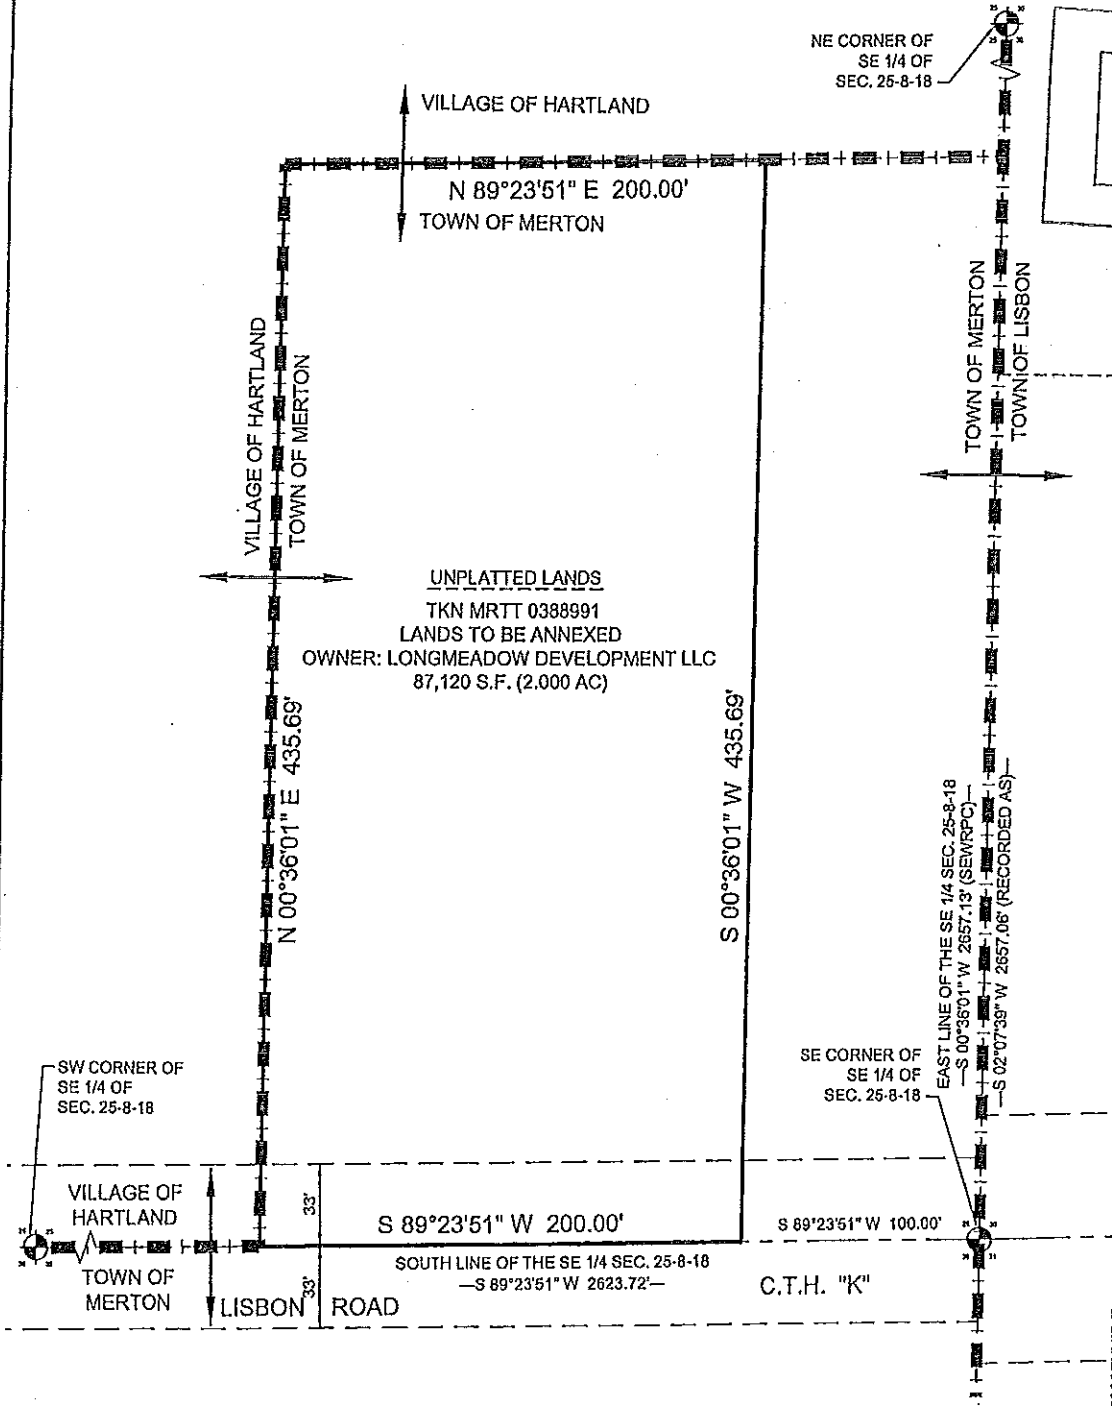 NE CORNER OF
SE 1/4 OF
SEC. 25-8-18
VILLAGE OF HARTLAND
N 89°23'51" E 200.00'
TOWN OF MERTON
VILLAGE OF HARTLAND
TOWN OF MERTON
TOWN OF MERTON
TOWN OF LISBON
UNPLATTED LANDS
TKN MRTT 0388991
LANDS TO BE ANNEXED
OWNER: LONGMEADOW DEVELOPMENT LLC
87,120 S.F. (2.000 AC)
N 00°36'01" E 435.69'
S 00°36'01" W 435.69'
EAST LINE OF THE SE 1/4 SEC. 25-8-18
—S 00°36'01" W 2657.13' (SEWRPC)—
—S 02°07'39" W 2657.06' (RECORDED AS)—
SW CORNER OF
SE 1/4 OF
SEC. 25-8-18
SE CORNER OF
SE 1/4 OF
SEC. 25-8-18
VILLAGE OF
HARTLAND
33'
S 89°23'51" W 200.00'
S 89°23'51" W 100.00'
TOWN OF
MERTON
SOUTH LINE OF THE SE 1/4 SEC. 25-8-18
—S 89°23'51" W 2623.72'—
33'
LISBON ROAD
C.T.H. "K"